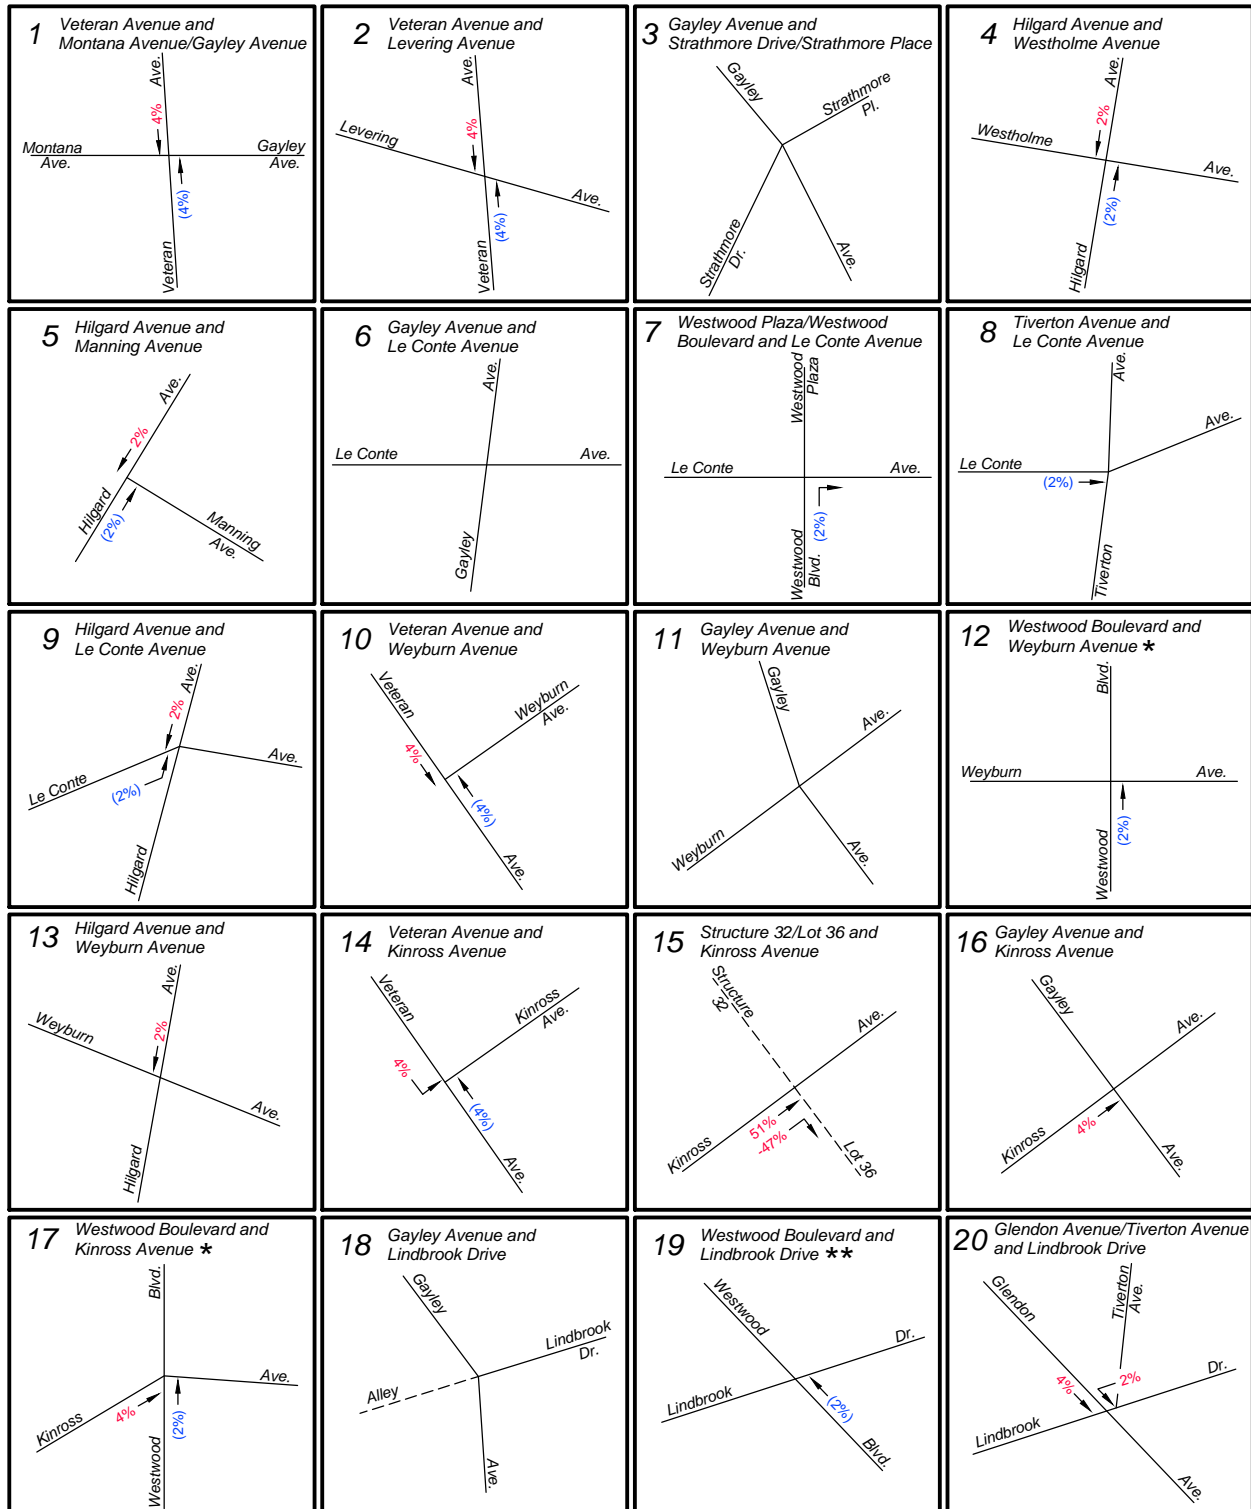 1
Veteran Avenue and
Montana Avenue/Gayley Avenue
Ave.
4%
Montana
Ave.
Gayley
Ave.
(4%)
Veteran
2
Veteran Avenue and
Levering Avenue
Ave.
4%
Levering
Ave.
(4%)
Veteran
3
Gayley Avenue and
Strathmore Drive/Strathmore Place
Gayley
Strathmore
Pl.
Strathmore
Dr.
Ave.
4
Hilgard Avenue and
Westholme Avenue
Ave.
2%
Westholme
Ave.
(2%)
Hilgard
5
Hilgard Avenue and
Manning Avenue
Ave.
2%
Hilgard
(2%)
Manning
Ave.
6
Gayley Avenue and
Le Conte Avenue
Ave.
Le Conte
Ave.
Gayley
7
Westwood Plaza/Westwood
Boulevard and Le Conte Avenue
Westwood
Plaza
Le Conte
Ave.
(2%)
Westwood
Blvd.
8
Tiverton Avenue and
Le Conte Avenue
Ave.
Ave.
Le Conte
(2%)
Tiverton
9
Hilgard Avenue and
Le Conte Avenue
Ave.
2%
Ave.
Le Conte
(2%)
Hilgard
10
Veteran Avenue and
Weyburn Avenue
Veteran
Weyburn
Ave.
4%
(4%)
Ave.
11
Gayley Avenue and
Weyburn Avenue
Gayley
Ave.
Weyburn
Ave.
12
Westwood Boulevard and
Weyburn Avenue *
Blvd.
Weyburn
Ave.
(2%)
Westwood
13
Hilgard Avenue and
Weyburn Avenue
Ave.
Weyburn
2%
Ave.
Hilgard
14
Veteran Avenue and
Kinross Avenue
Veteran
Kinross
Ave.
4%
(4%)
Ave.
15
Structure 32/Lot 36 and
Kinross Avenue
Structure
32
Ave.
51%
-47%
Kinross
Lot 36
16
Gayley Avenue and
Kinross Avenue
Gayley
Ave.
4%
Kinross
Ave.
17
Westwood Boulevard and
Kinross Avenue *
Blvd.
Ave.
4%
Kinross
(2%)
Westwood
18
Gayley Avenue and
Lindbrook Drive
Gayley
Lindbrook
Dr.
Alley
Ave.
19
Westwood Boulevard and
Lindbrook Drive **
Westwood
Dr.
Lindbrook
(2%)
Blvd.
20
Glendon Avenue/Tiverton Avenue
and Lindbrook Drive
Glendon
Tiverton
Ave.
4%
2%
Dr.
Lindbrook
Ave.